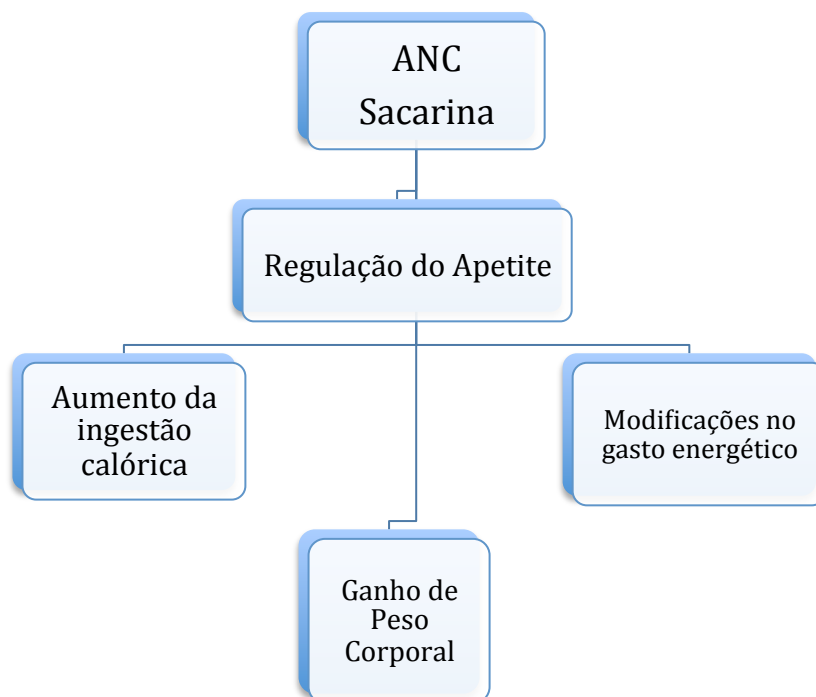 ANC
Sacarina
Regulação do Apetite
Aumento da
ingestão
calórica
Modificações no
gasto energético
Ganho de
Peso
Corporal